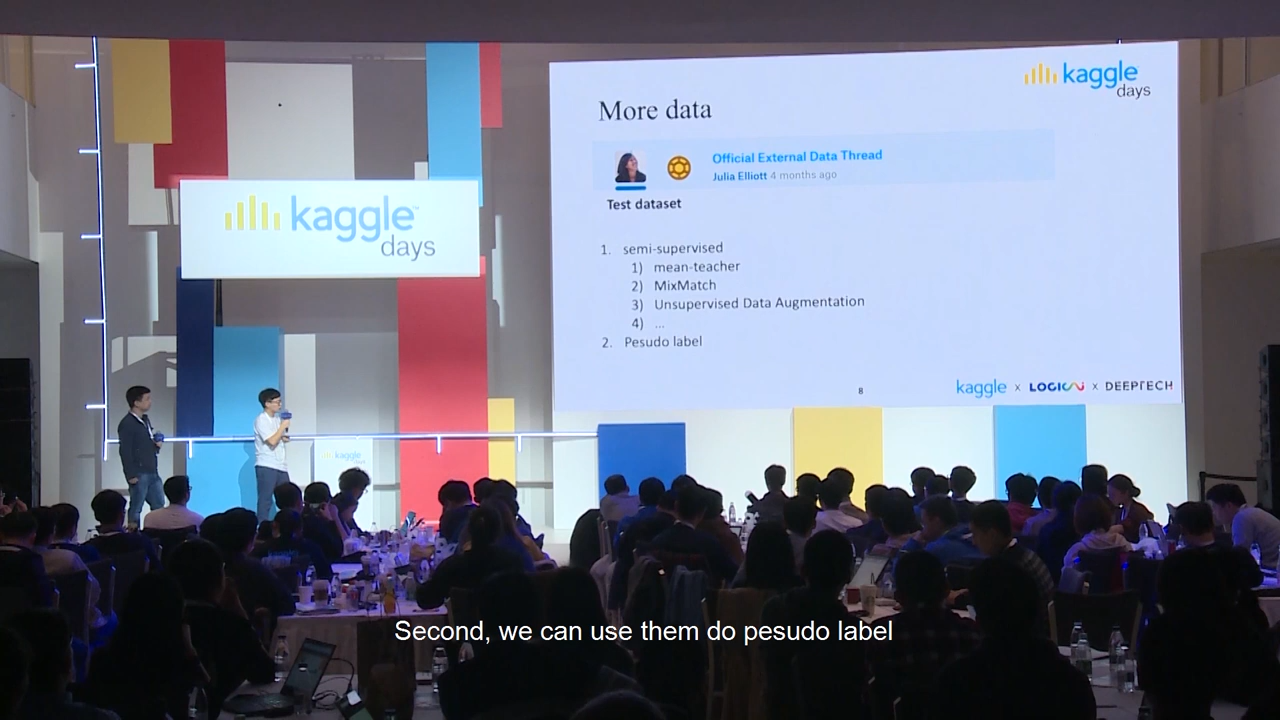 kaggle
days
More data
Official External Data Thread
Julia Elliott 4 months ago
Test dataset
1. semi-supervised
1) mean-teacher
2) MixMatch
3) Unsupervised Data Augmentation
4) ...
2. Pesudo label
8
kaggle x LOGIC x DEEPTECH
kaggle
days
kaggle
days
Second, we can use them do pesudo label